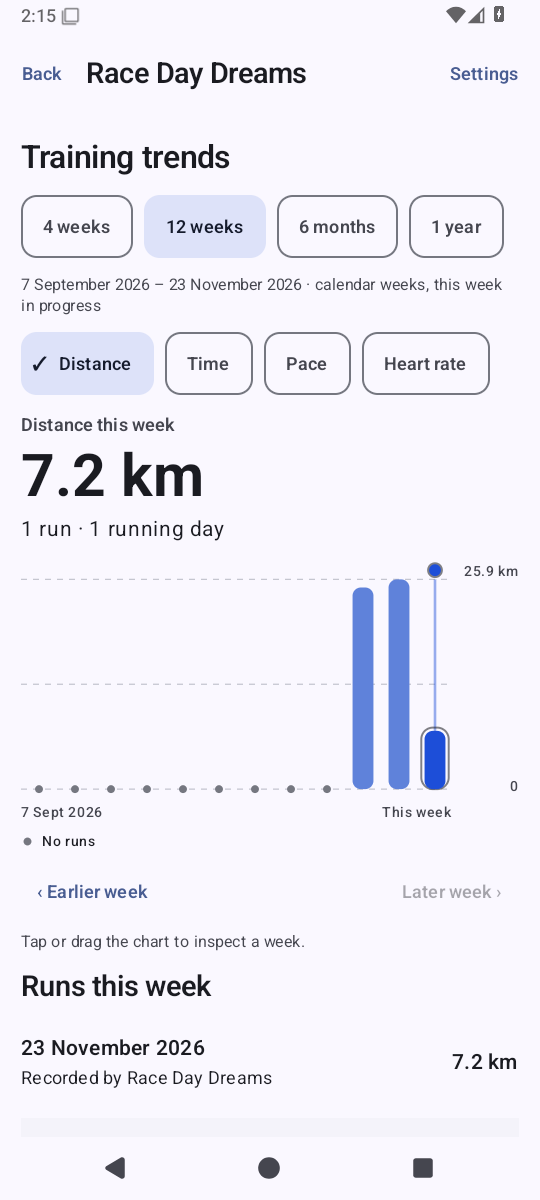 2:15
Back Race Day Dreams Settings
Training trends
4 weeks 12 weeks 6 months 1 year
7 September 2026 – 23 November 2026 · calendar weeks, this week
in progress
✓ Distance Time Pace Heart rate
Distance this week
7.2 km
1 run · 1 running day
25.9 km
0
7 Sept 2026 This week
No runs
‹ Earlier week Later week ›
Tap or drag the chart to inspect a week.
Runs this week
23 November 2026
7.2 km
Recorded by Race Day Dreams